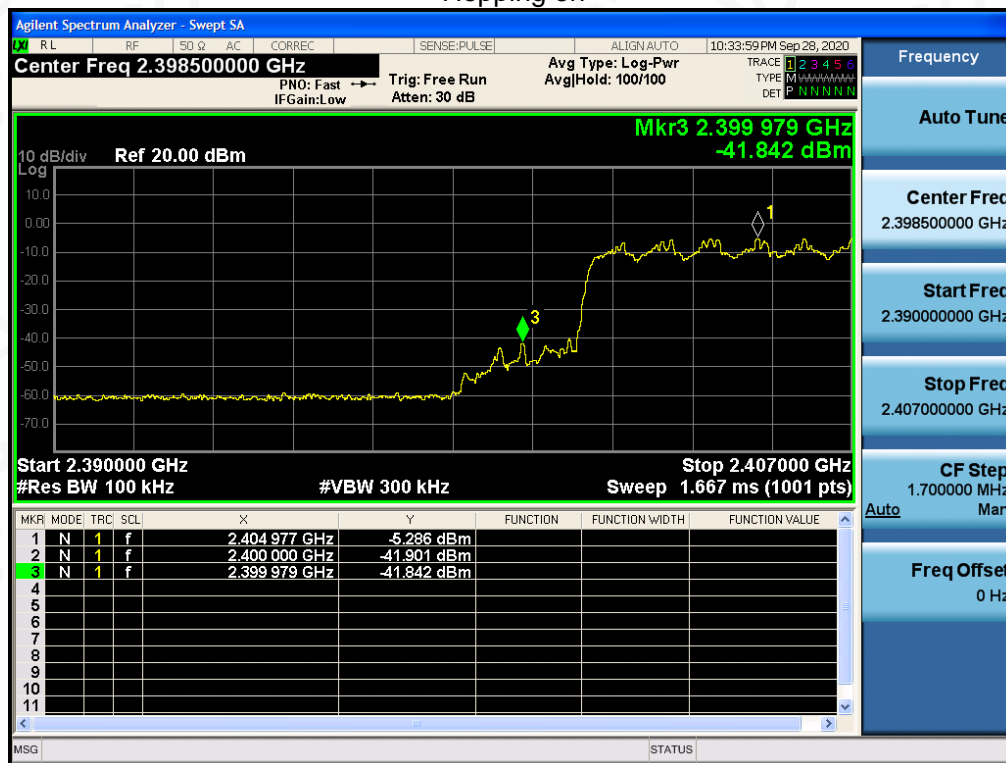 Hopping on
Agilent Spectrum Analyzer - Swept SA
LXI RL RF 50 Ω AC CORREC SENSE:PULSE ALIGN AUTO 10:33:59 PM Sep 28, 2020
Center Freq 2.398500000 GHz
PNO: Fast
IFGain:Low
Trig: Free Run
Atten: 30 dB
Avg Type: Log-Pwr
Avg|Hold: 100/100
TRACE 1 2 3 4 5 6
TYPE M
DET P N N N N N
Mkr3 2.399 979 GHz
-41.842 dBm
10 dB/div Ref 20.00 dBm
Log
10.0
0.00
-10.0
-20.0
-30.0
-40.0
-50.0
-60.0
-70.0
1
3
Start 2.390000 GHz Stop 2.407000 GHz
#Res BW 100 kHz #VBW 300 kHz Sweep 1.667 ms (1001 pts)
MKR MODE TRC SCL X Y FUNCTION FUNCTION WIDTH FUNCTION VALUE
1 N 1 f 2.404 977 GHz -5.286 dBm
2 N 1 f 2.400 000 GHz -41.901 dBm
3 N 1 f 2.399 979 GHz -41.842 dBm
4
5
6
7
8
9
10
11
MSG STATUS
Frequency
Auto Tune
Center Freq
2.398500000 GHz
Start Freq
2.390000000 GHz
Stop Freq
2.407000000 GHz
CF Step
1.700000 MHz
Auto Man
Freq Offset
0 Hz